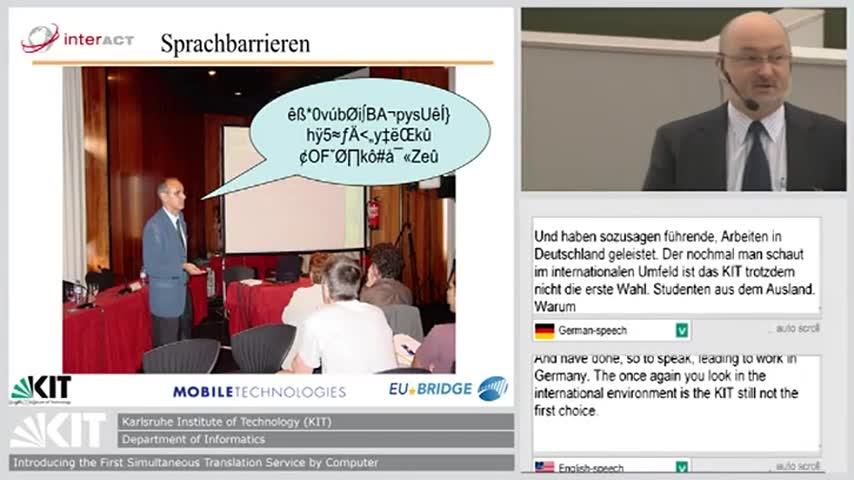 interACT
Sprachbarrieren
êß*0vúbØi∫BA¬pysUêÍ}
hÿ5≈ƒÄ<„y‡ëŒkû
¢OFˇØ∏kô#å¯«Zeû
KIT
MOBILETECHNOLOGIES
EU BRIDGE
KIT
Karlsruhe Institute of Technology (KIT)
Department of Informatics
Introducing the First Simultaneous Translation Service by Computer
Und haben sozusagen führende, Arbeiten in
Deutschland geleistet. Der nochmal man schaut
im internationalen Umfeld ist das KIT trotzdem
nicht die erste Wahl. Studenten aus dem Ausland.
Warum
German-speech
auto scroll
And have done, so to speak, leading to work in
Germany. The once again you look in the
international environment is the KIT still not the
first choice.
English-speech
auto scroll